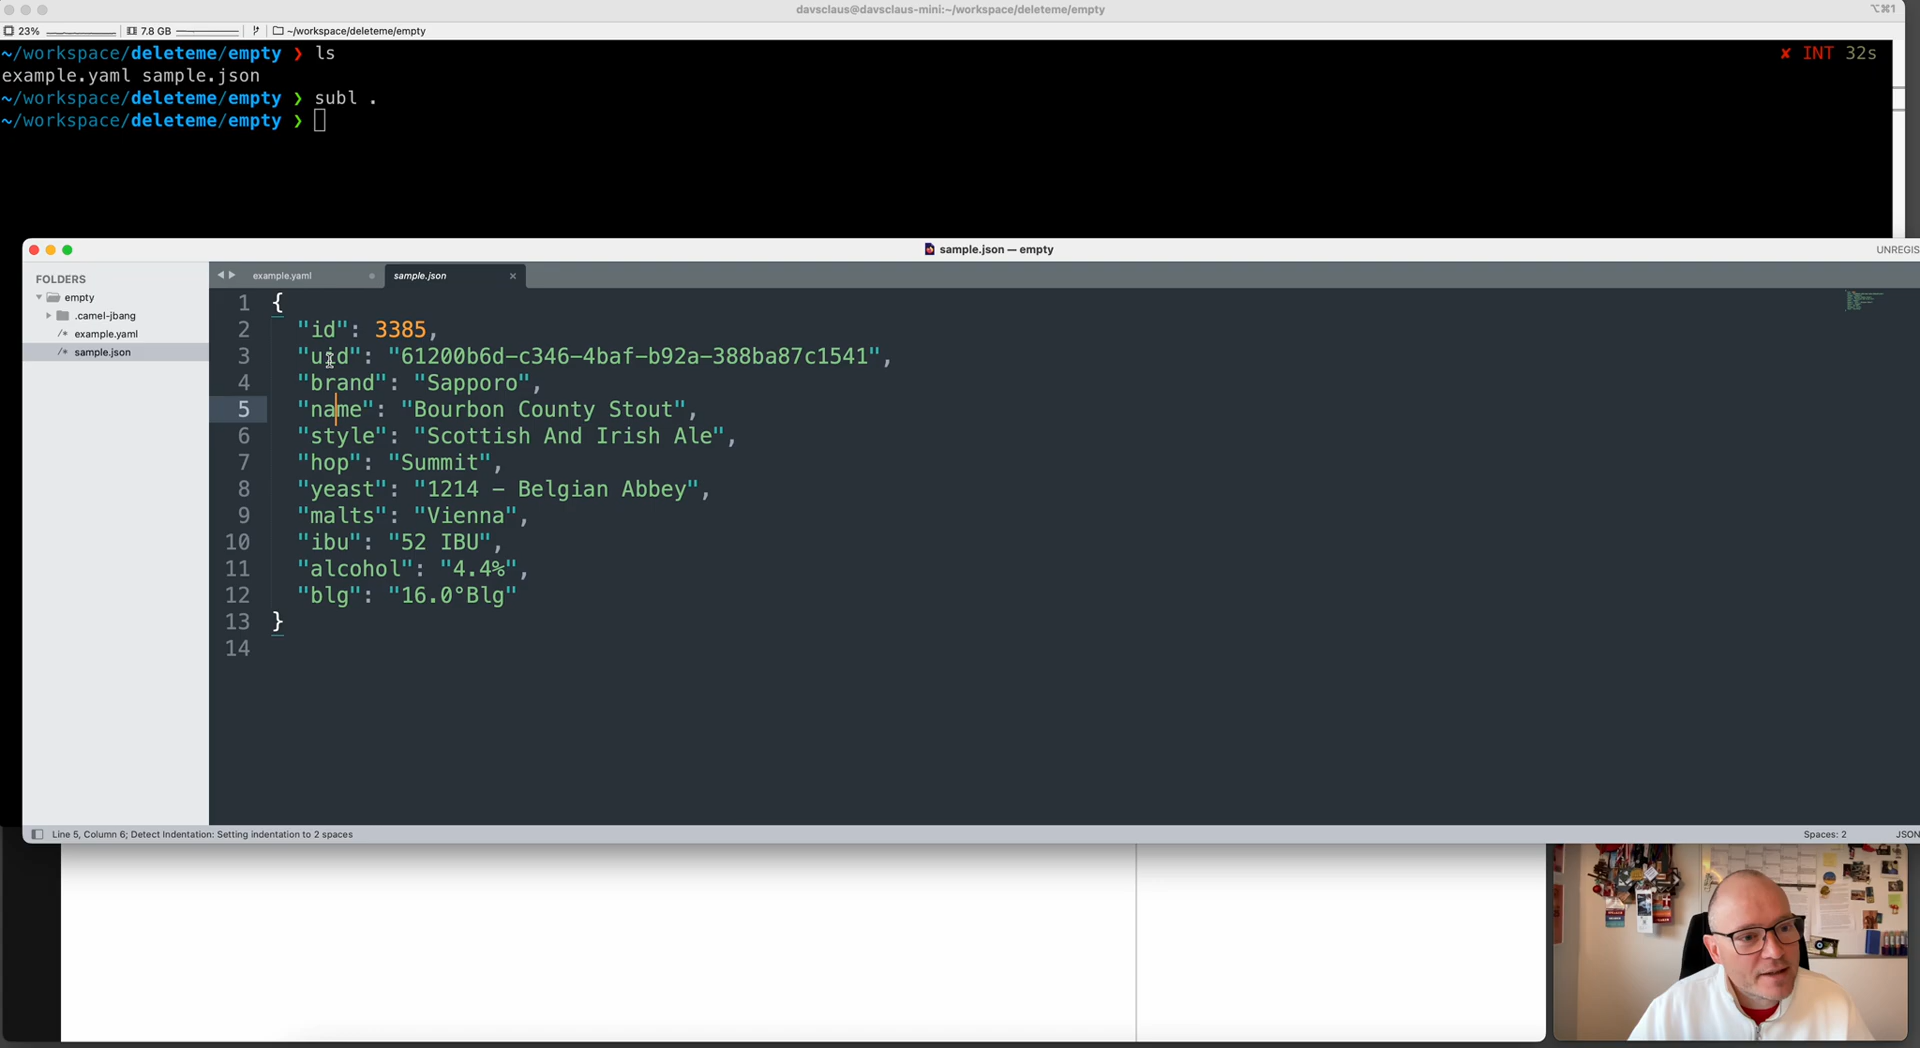 davsclaus@davsclaus-mini:~/workspace/deleteme/empty
⌥⌘1
23%
7.8 GB
~/workspace/deleteme/empty
~/workspace/deleteme/empty ❯ ls
✘ INT 32s
example.yaml sample.json
~/workspace/deleteme/empty ❯ subl .
~/workspace/deleteme/empty ❯
sample.json — empty
UNREGIS
FOLDERS
empty
.camel-jbang
example.yaml
sample.json
example.yaml
sample.json
1 {
2 "id": 3385,
3 "uid": "61200b6d-c346-4baf-b92a-388ba87c1541",
4 "brand": "Sapporo",
5 "name": "Bourbon County Stout",
6 "style": "Scottish And Irish Ale",
7 "hop": "Summit",
8 "yeast": "1214 - Belgian Abbey",
9 "malts": "Vienna",
10 "ibu": "52 IBU",
11 "alcohol": "4.4%",
12 "blg": "16.0°Blg"
13 }
14
Line 5, Column 6; Detect Indentation: Setting indentation to 2 spaces
Spaces: 2
JSON